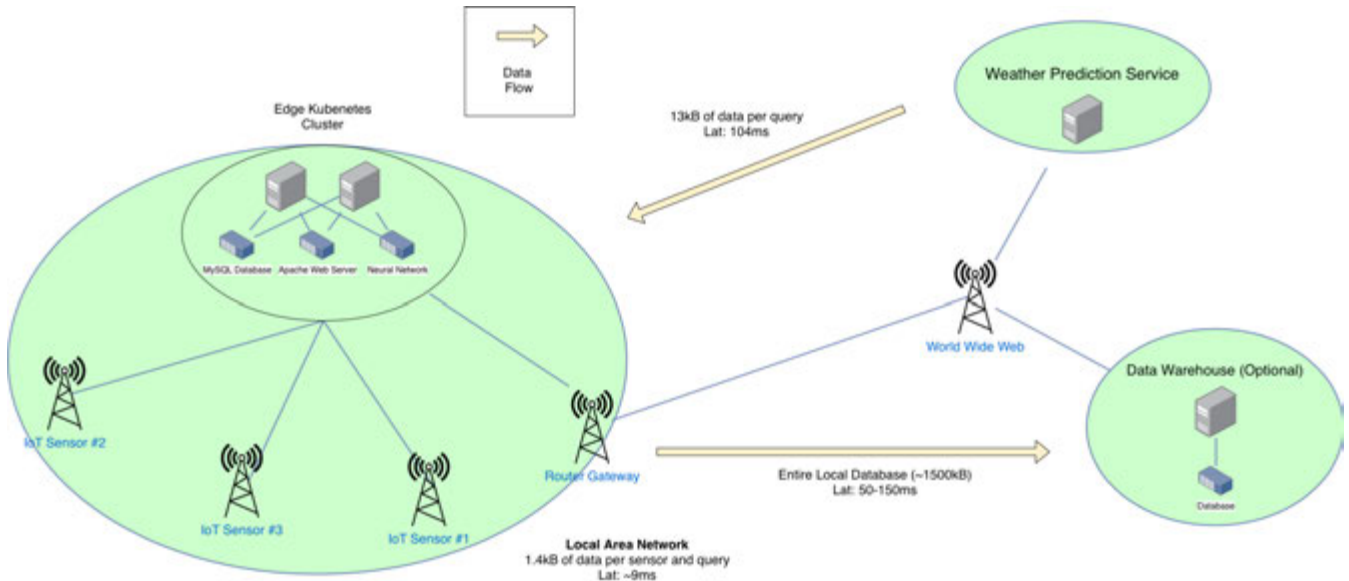 Data
Flow
Weather Prediction Service
Edge Kubenetes
Cluster
13kB of data per query
Lat: 104ms
MySQL Database
Apache Web Server
Neural Network
World Wide Web
Data Warehouse (Optional)
IoT Sensor #2
Router Gateway
Entire Local Database (~1500kB)
Lat: 50-150ms
Database
IoT Sensor #3
IoT Sensor #1
Local Area Network
1.4kB of data per sensor and query
Lat: ~9ms